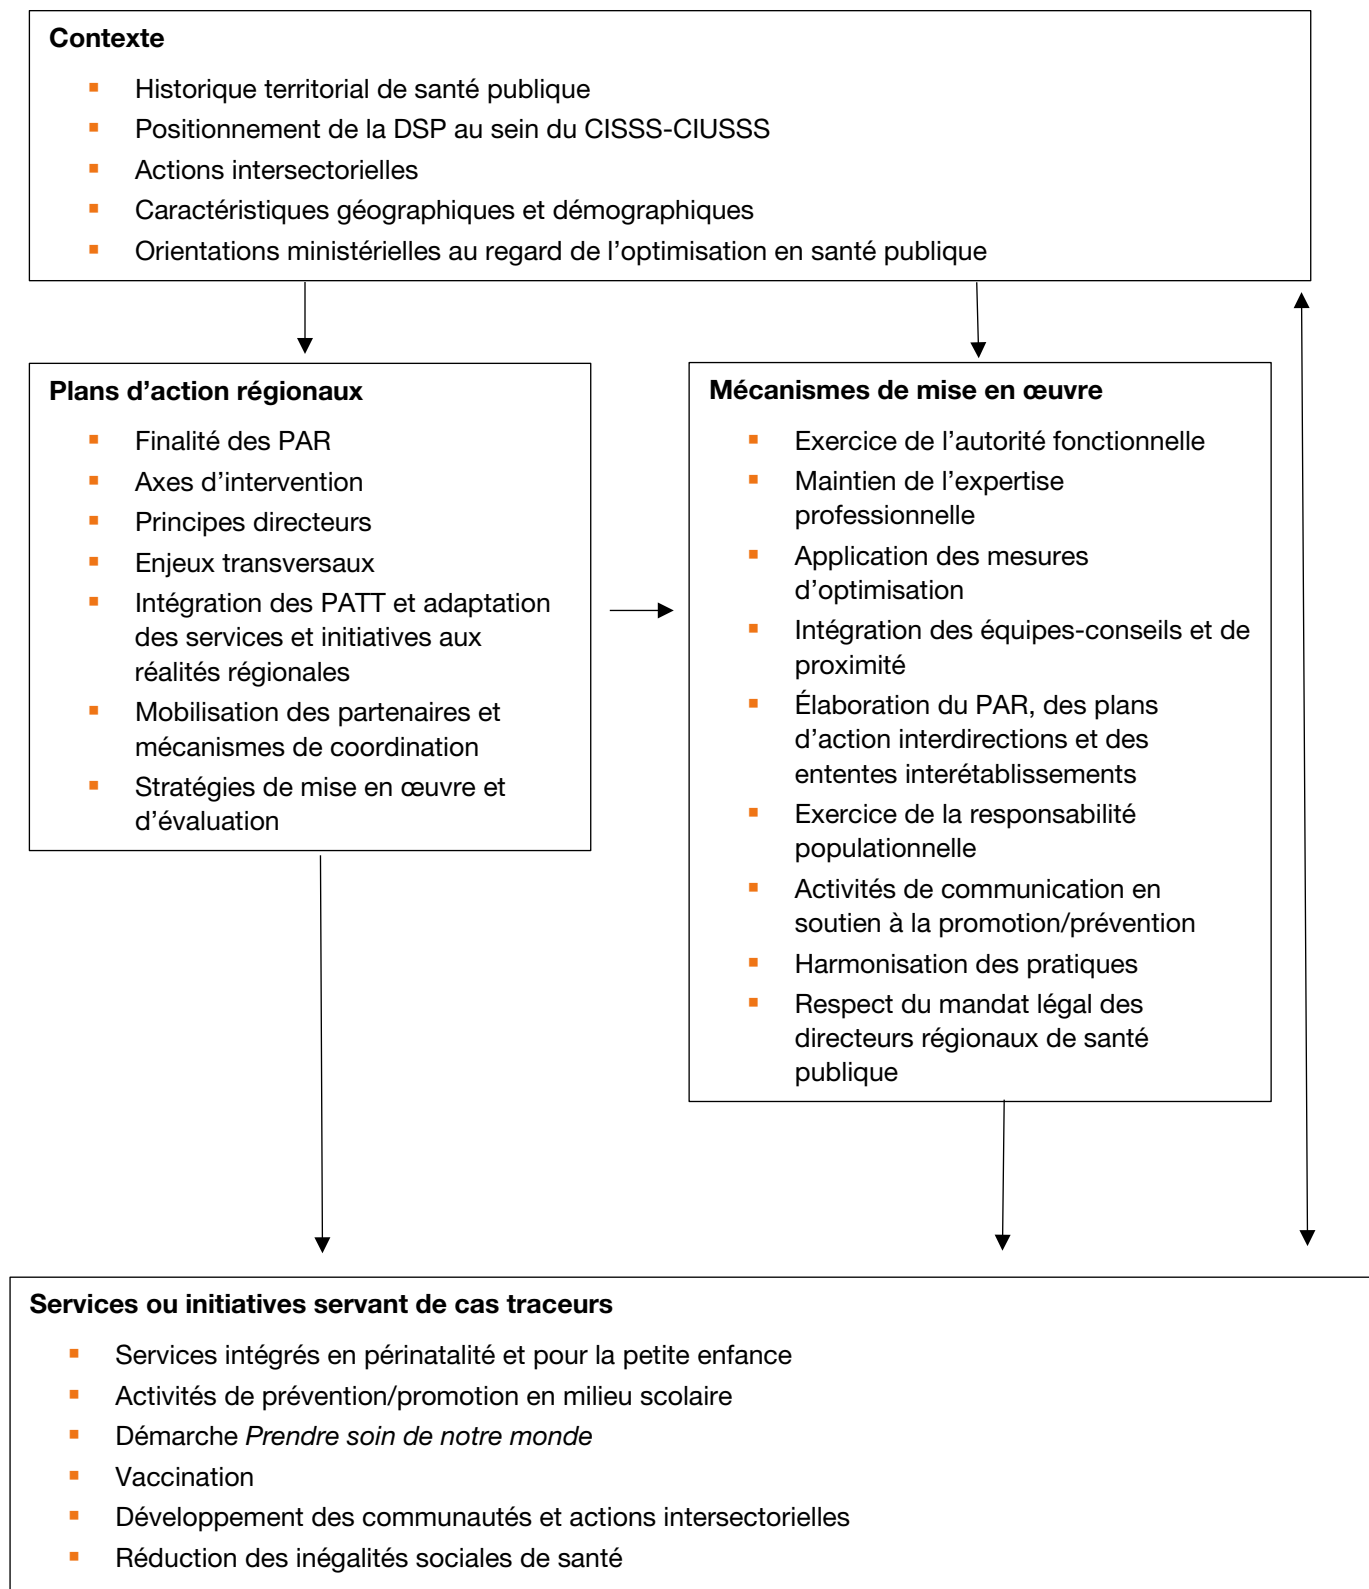 Contexte
▪ Historique territorial de santé publique
▪ Positionnement de la DSP au sein du CISSS-CIUSSS
▪ Actions intersectorielles
▪ Caractéristiques géographiques et démographiques
▪ Orientations ministérielles au regard de l’optimisation en santé publique
Plans d’action régionaux
▪ Finalité des PAR
▪ Axes d’intervention
▪ Principes directeurs
▪ Enjeux transversaux
▪ Intégration des PATT et adaptation
des services et initiatives aux
réalités régionales
▪ Mobilisation des partenaires et
mécanismes de coordination
▪ Stratégies de mise en œuvre et
d’évaluation
Mécanismes de mise en œuvre
▪ Exercice de l’autorité fonctionnelle
▪ Maintien de l’expertise
professionnelle
▪ Application des mesures
d’optimisation
▪ Intégration des équipes-conseils et de
proximité
▪ Élaboration du PAR, des plans
d’action interdirections et des
ententes interétablissements
▪ Exercice de la responsabilité
populationnelle
▪ Activités de communication en
soutien à la promotion/prévention
▪ Harmonisation des pratiques
▪ Respect du mandat légal des
directeurs régionaux de santé
publique
Services ou initiatives servant de cas traceurs
▪ Services intégrés en périnatalité et pour la petite enfance
▪ Activités de prévention/promotion en milieu scolaire
▪ Démarche Prendre soin de notre monde
▪ Vaccination
▪ Développement des communautés et actions intersectorielles
▪ Réduction des inégalités sociales de santé